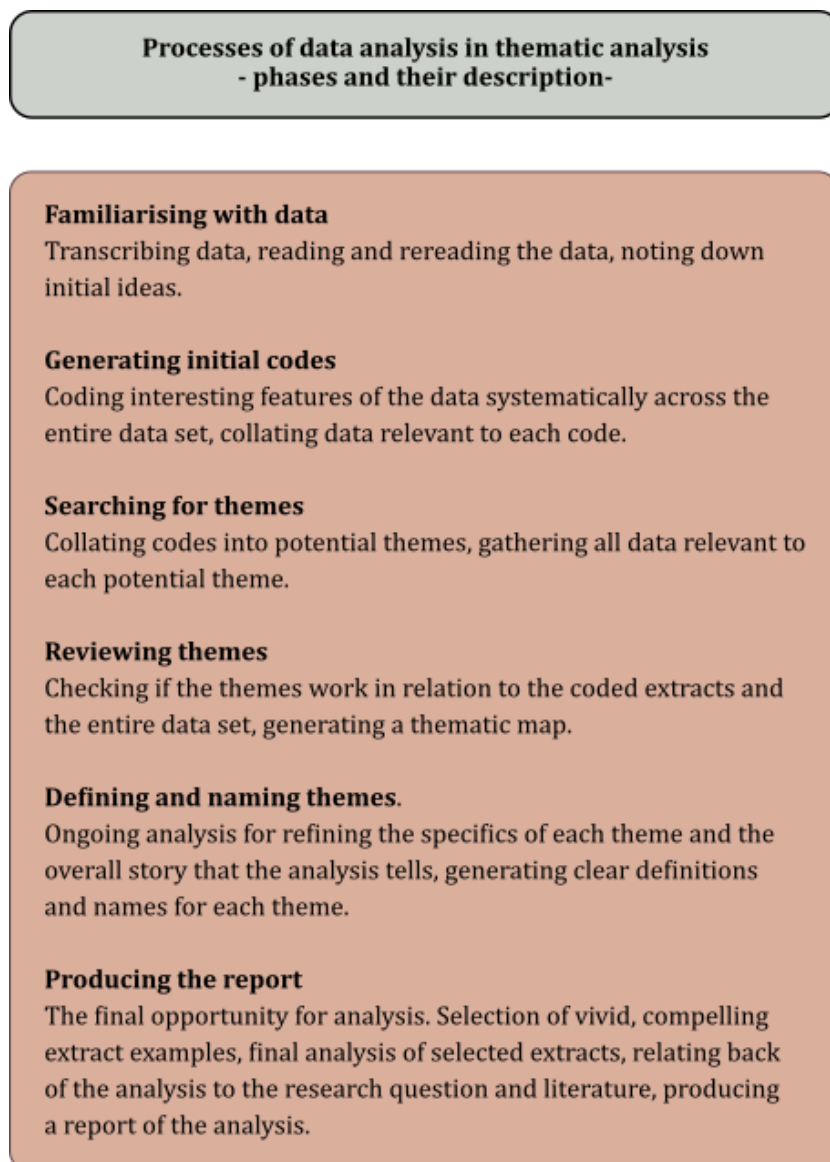 Processes of data analysis in thematic analysis
- phases and their description-
Familiarising with data
Transcribing data, reading and rereading the data, noting down
initial ideas.
Generating initial codes
Coding interesting features of the data systematically across the
entire data set, collating data relevant to each code.
Searching for themes
Collating codes into potential themes, gathering all data relevant to
each potential theme.
Reviewing themes
Checking if the themes work in relation to the coded extracts and
the entire data set, generating a thematic map.
Defining and naming themes.
Ongoing analysis for refining the specifics of each theme and the
overall story that the analysis tells, generating clear definitions
and names for each theme.
Producing the report
The final opportunity for analysis. Selection of vivid, compelling
extract examples, final analysis of selected extracts, relating back
of the analysis to the research question and literature, producing
a report of the analysis.